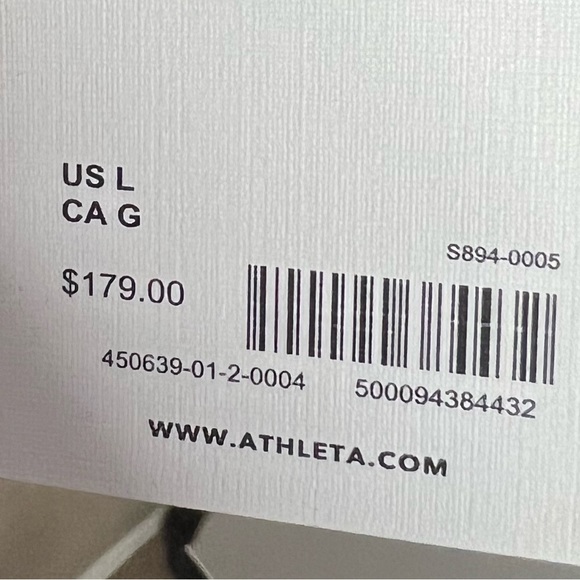 US L
CA G
S894-0005
$179.00
450639-01-2-0004
500094384432
WWW.ATHLETA.COM